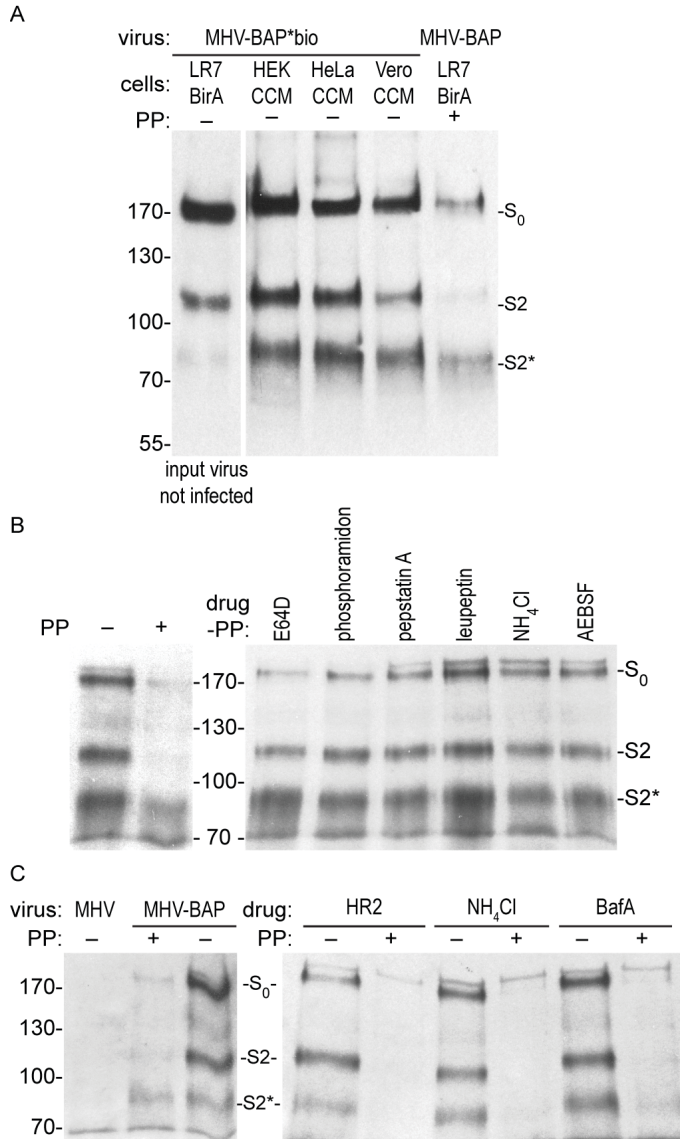 A
virus: MHV-BAP*bio MHV-BAP
cells: LR7 BirA HEK CCM HeLa CCM Vero CCM LR7 BirA
PP: – – – – +
170- -S0
130-
-S2
100-
-S2*
70-
55-
input virus
not infected
B
PP – + drug -PP: E64D phosphoramidon pepstatin A leupeptin NH4Cl AEBSF
-170- -S0
-130-
-S2
-100-
-S2*
- 70 -
C
virus: MHV MHV-BAP drug: HR2 NH4Cl BafA
PP: – + – PP: – + – + – +
170- -S0-
130-
-S2-
100-
-S2*-
70-